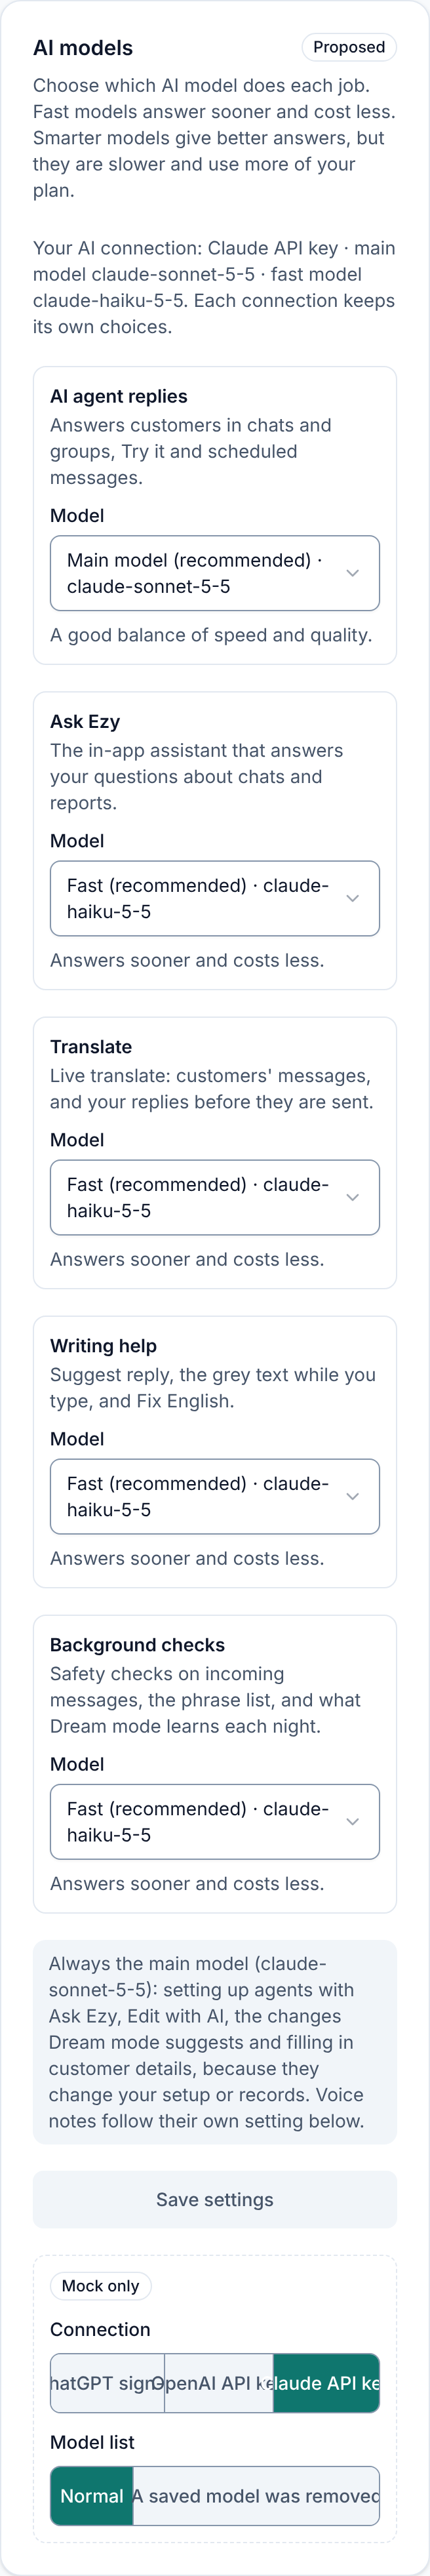 AI models
Proposed
Choose which AI model does each job.
Fast models answer sooner and cost less.
Smarter models give better answers, but
they are slower and use more of your
plan.
Your AI connection: Claude API key · main
model claude-sonnet-5-5 · fast model
claude-haiku-5-5. Each connection keeps
its own choices.
AI agent replies
Answers customers in chats and
groups, Try it and scheduled
messages.
Model
Main model (recommended) ·
claude-sonnet-5-5
A good balance of speed and quality.
Ask Ezy
The in-app assistant that answers
your questions about chats and
reports.
Model
Fast (recommended) · claude-
haiku-5-5
Answers sooner and costs less.
Translate
Live translate: customers' messages,
and your replies before they are sent.
Model
Fast (recommended) · claude-
haiku-5-5
Answers sooner and costs less.
Writing help
Suggest reply, the grey text while you
type, and Fix English.
Model
Fast (recommended) · claude-
haiku-5-5
Answers sooner and costs less.
Background checks
Safety checks on incoming
messages, the phrase list, and what
Dream mode learns each night.
Model
Fast (recommended) · claude-
haiku-5-5
Answers sooner and costs less.
Always the main model (claude-
sonnet-5-5): setting up agents with
Ask Ezy, Edit with AI, the changes
Dream mode suggests and filling in
customer details, because they
change your setup or records. Voice
notes follow their own setting below.
Save settings
Mock only
Connection
hatGPT sign
OpenAI API ke
laude API ke
Model list
Normal
A saved model was removed